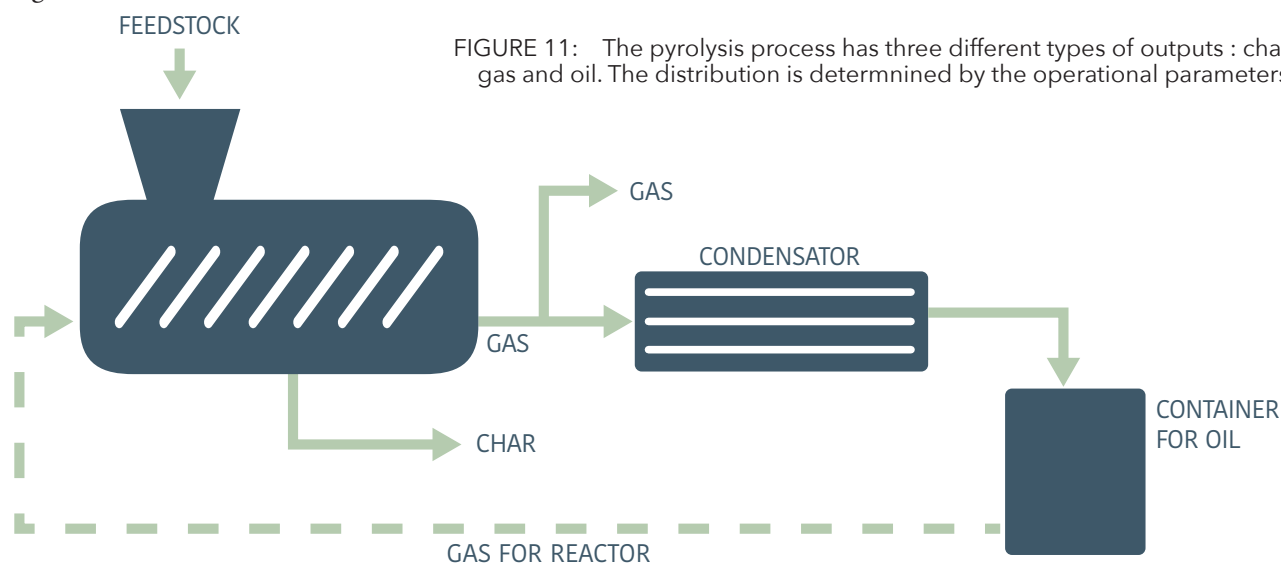 FEEDSTOCK
FIGURE 11: The pyrolysis process has three different types of outputs : cha
gas and oil. The distribution is determnined by the operational parameters
GAS
CONDENSATOR
GAS
CONTAINER
FOR OIL
CHAR
GAS FOR REACTOR